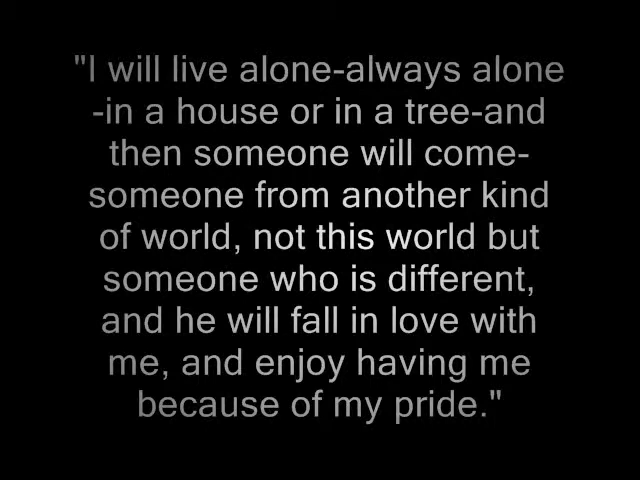 "I will live alone-always alone
-in a house or in a tree-and
then someone will come-
someone from another kind
of world, not this world but
someone who is different,
and he will fall in love with
me, and enjoy having me
because of my pride."